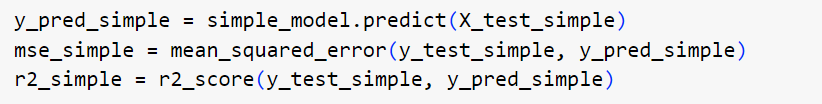 y_pred_simple = simple_model.predict(X_test_simple)
mse_simple = mean_squared_error(y_test_simple, y_pred_simple)
r2_simple = r2_score(y_test_simple, y_pred_simple)